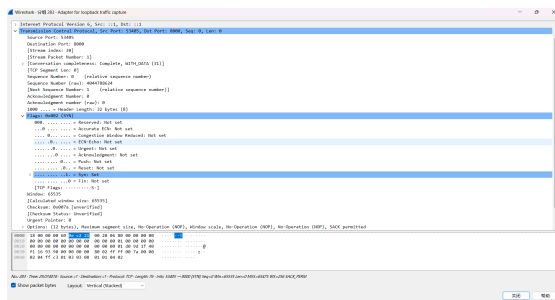 Wireshark · 分组 283 · Adapter for loopback traffic capture
Internet Protocol Version 6, Src: ::1, Dst: ::1
Transmission Control Protocol, Src Port: 53405, Dst Port: 8000, Seq: 0, Len: 0
Source Port: 53405
Destination Port: 8000
[Stream index: 30]
[Stream Packet Number: 1]
[Conversation completeness: Complete, WITH_DATA (31)]
[TCP Segment Len: 0]
Sequence Number: 0 (relative sequence number)
Sequence Number (raw): 4044788624
[Next Sequence Number: 1 (relative sequence number)]
Acknowledgment Number: 0
Acknowledgment number (raw): 0
1000 .... = Header Length: 32 bytes (8)
Flags: 0x002 (SYN)
000. .... .... = Reserved: Not set
...0 .... .... = Accurate ECN: Not set
.... 0... .... = Congestion Window Reduced: Not set
.... .0.. .... = ECN-Echo: Not set
.... ..0. .... = Urgent: Not set
.... ...0 .... = Acknowledgment: Not set
.... .... 0... = Push: Not set
.... .... .0.. = Reset: Not set
.... .... ..1. = Syn: Set
.... .... ...0 = Fin: Not set
[TCP Flags: ··········S·]
Window: 65535
[Calculated window size: 65535]
Checksum: 0x007a [unverified]
[Checksum Status: Unverified]
Urgent Pointer: 0
Options: (12 bytes), Maximum segment size, No-Operation (NOP), Window scale, No-Operation (NOP), No-Operation (NOP), SACK permitted
Show packet bytes Layout: Vertical (Stacked)
关闭 帮助